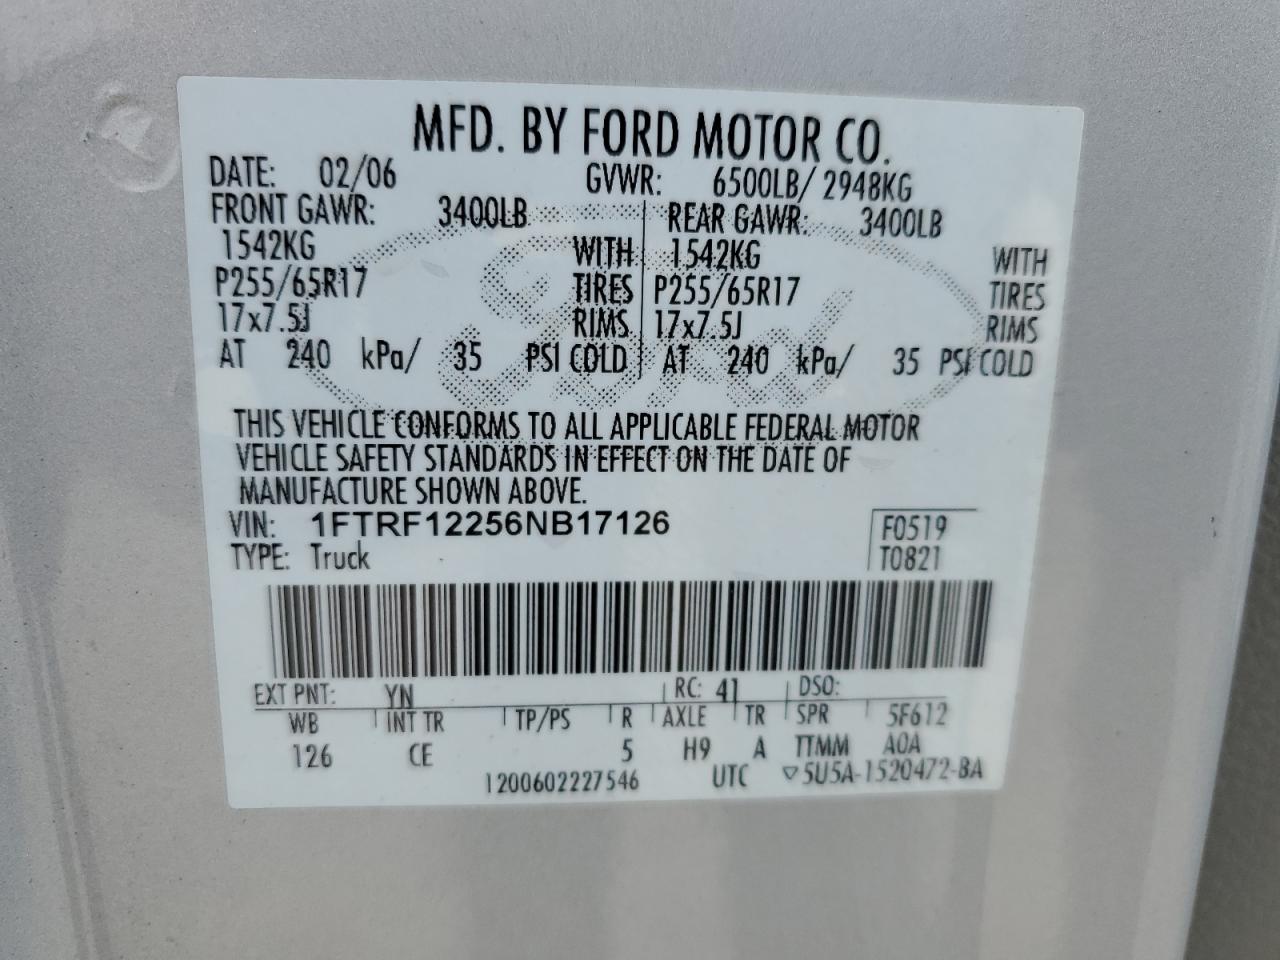 MFD. BY FORD MOTOR CO.
DATE: 02/06 GVWR: 6500LB/ 2948KG
FRONT GAWR: 3400LB REAR GAWR: 3400LB
1542KG WITH 1542KG WITH
P255/65R17 TIRES P255/65R17 TIRES
17x7.5J RIMS 17x7.5J RIMS
AT 240 kPa/ 35 PSI COLD AT 240 kPa/ 35 PSI COLD
THIS VEHICLE CONFORMS TO ALL APPLICABLE FEDERAL MOTOR
VEHICLE SAFETY STANDARDS IN EFFECT ON THE DATE OF
MANUFACTURE SHOWN ABOVE.
VIN: 1FTRF12256NB17126 F0519
TYPE: Truck T0821
EXT PNT: YN RC: 41 DSO:
WB INT TR TP/PS R AXLE TR SPR 5F612
126 CE 5 H9 A TTMM AOA
1200602227546 UTC ▽5U5A-1520472-BA
Ford